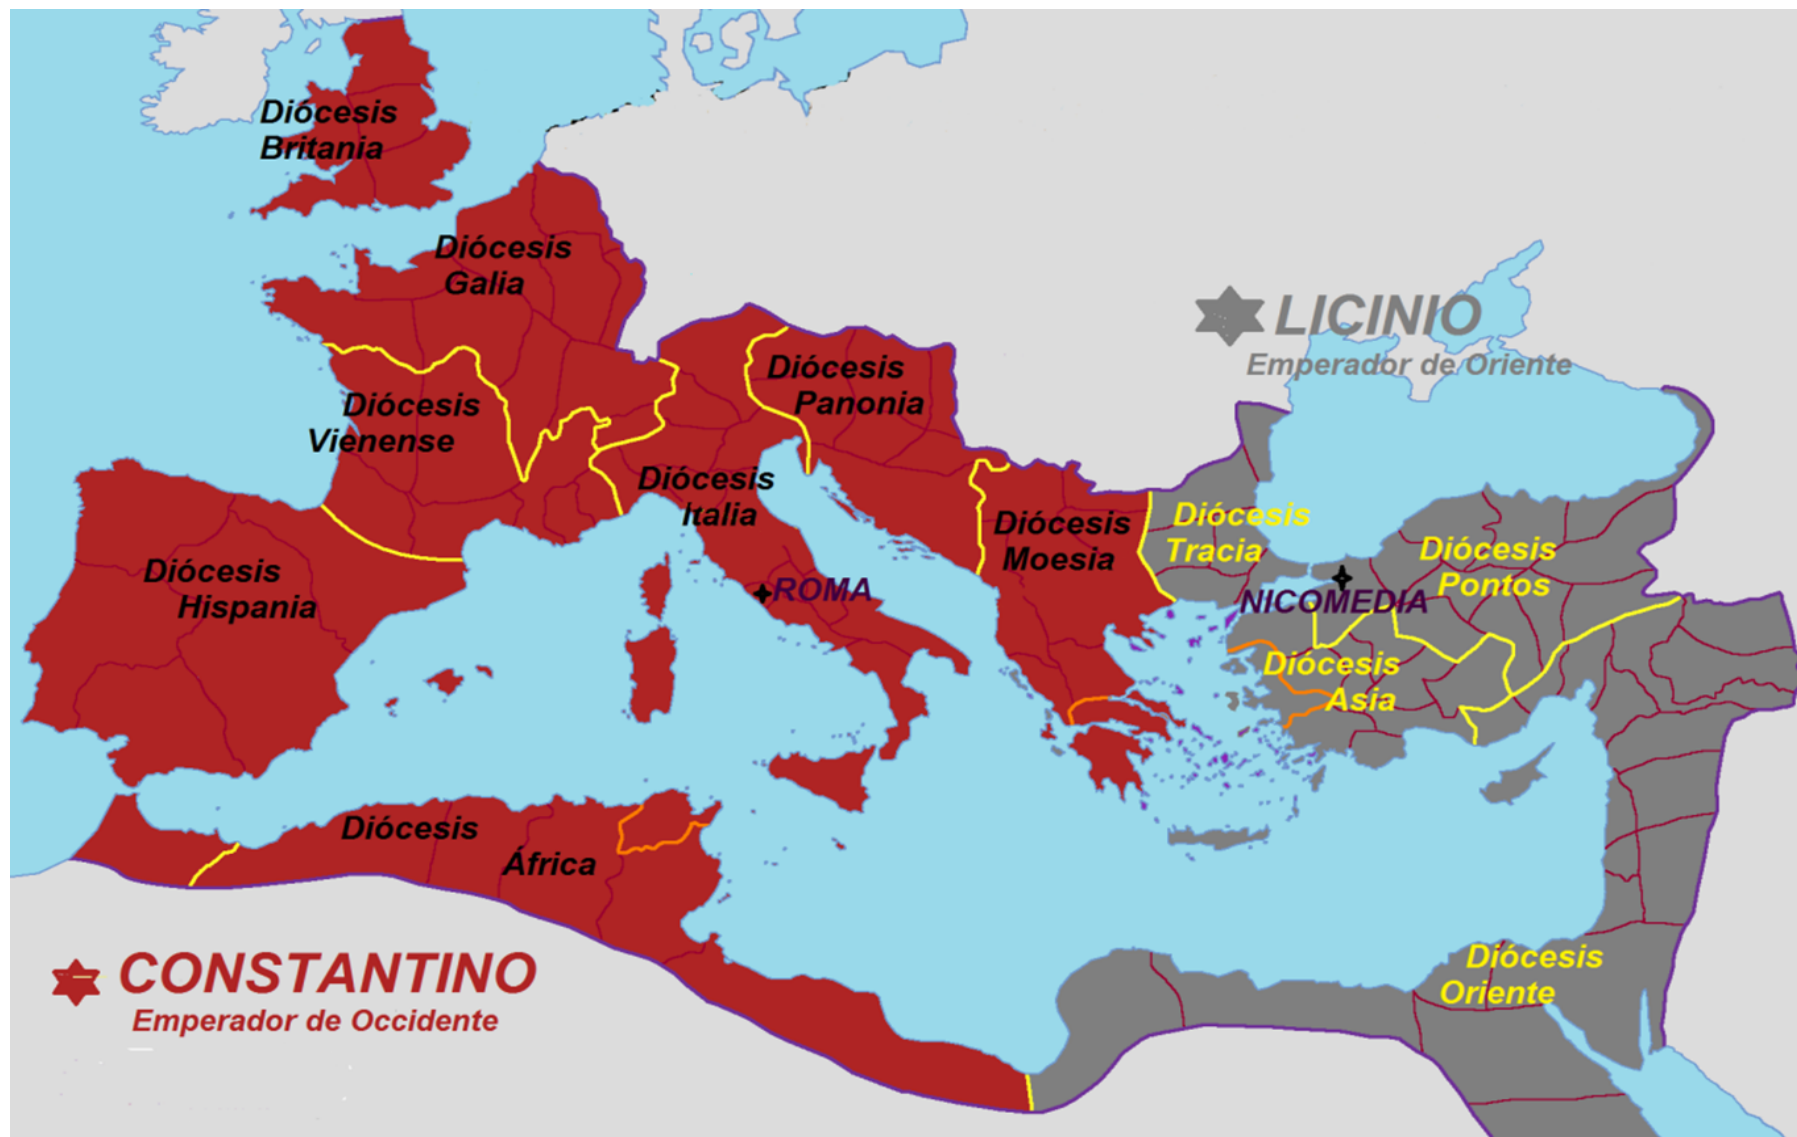 Diócesis
Britania
Diócesis
Galia
LICINIO
Emperador de Oriente
Diócesis
Panonia
Diócesis
Vienense
Diócesis
Italia
Diócesis
Moesia
Diócesis
Tracia
Diócesis
Pontos
Diócesis
Hispania
ROMA
NICOMEDIA
Diócesis
Asia
Diócesis
África
CONSTANTINO
Emperador de Occidente
Diócesis
Oriente